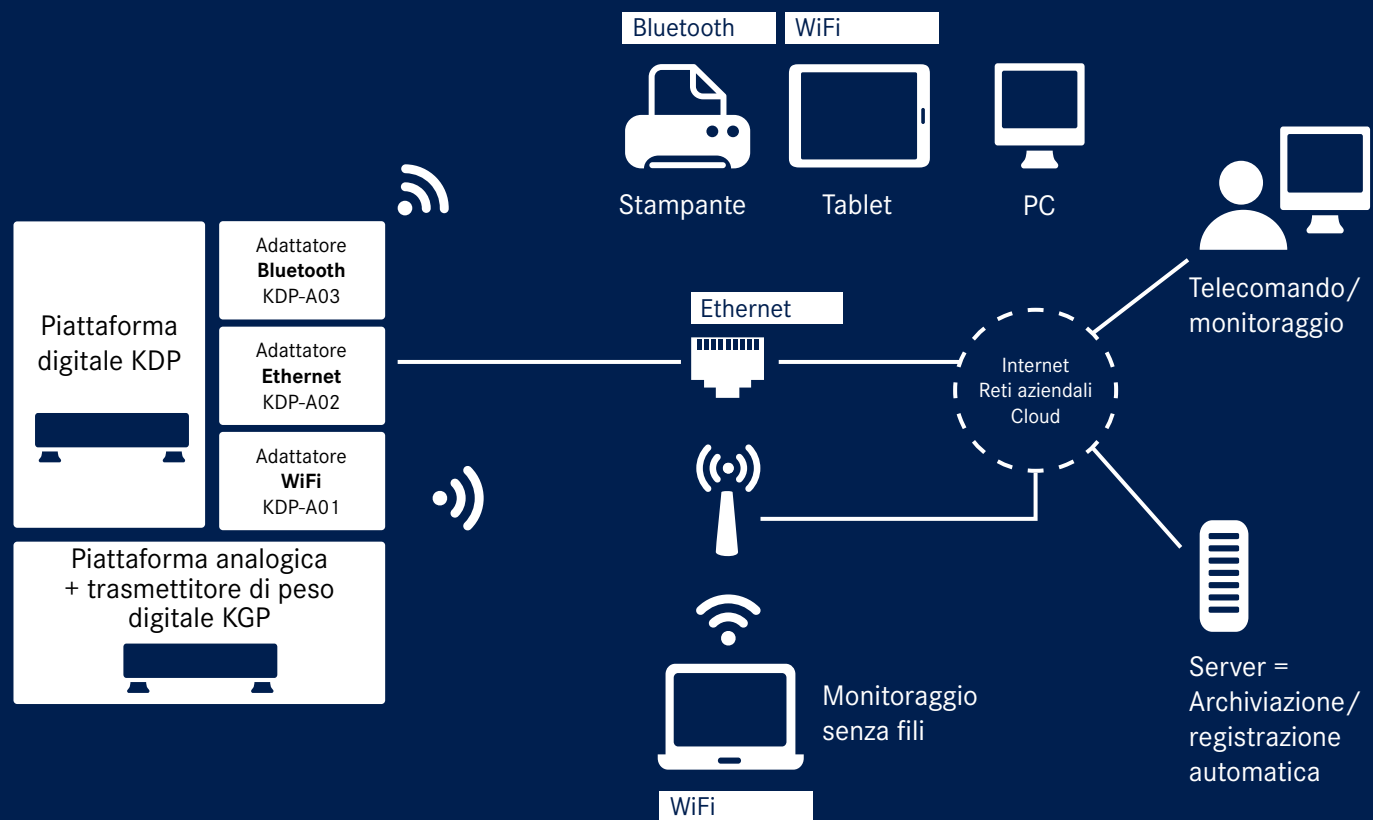 Bluetooth
WiFi
Stampante
Tablet
PC
Telecomando/
monitoraggio
Piattaforma
digitale KDP
Adattatore
Bluetooth
KDP-A03
Adattatore
Ethernet
KDP-A02
Adattatore
WiFi
KDP-A01
Piattaforma analogica
+ trasmettitore di peso
digitale KGP
Ethernet
Internet
Reti aziendali
Cloud
Monitoraggio
senza fili
WiFi
Server =
Archiviazione/
registrazione
automatica